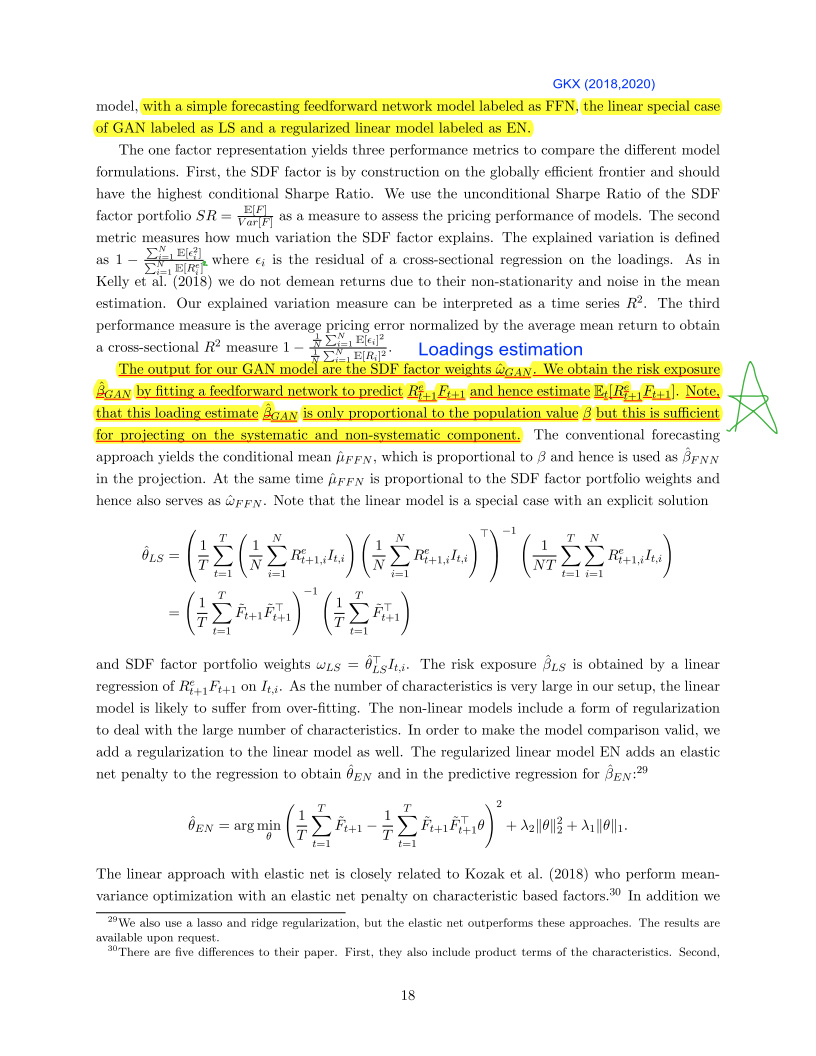 GKX (2018,2020)
model, with a simple forecasting feedforward network model labeled as FFN, the linear special case
of GAN labeled as LS and a regularized linear model labeled as EN.
The one factor representation yields three performance metrics to compare the different model
formulations. First, the SDF factor is by construction on the globally efficient frontier and should
have the highest conditional Sharpe Ratio. We use the unconditional Sharpe Ratio of the SDF
factor portfolio $SR = \frac{\mathbb{E}[F]}{Var[F]}$ as a measure to assess the pricing performance of models. The second
metric measures how much variation the SDF factor explains. The explained variation is defined
as $1 - \frac{\sum_{i=1}^{N} \mathbb{E}[\epsilon_i^2]}{\sum_{i=1}^{N} \mathbb{E}[R_i^e]}$ where $\epsilon_i$ is the residual of a cross-sectional regression on the loadings. As in
Kelly et al. (2018) we do not demean returns due to their non-stationarity and noise in the mean
estimation. Our explained variation measure can be interpreted as a time series $R^2$. The third
performance measure is the average pricing error normalized by the average mean return to obtain
a cross-sectional $R^2$ measure $1 - \frac{\frac{1}{N}\sum_{i=1}^{N} \mathbb{E}[\epsilon_i]^2}{\frac{1}{N}\sum_{i=1}^{N} \mathbb{E}[R_i]^2}$.
Loadings estimation
The output for our GAN model are the SDF factor weights $\hat{\omega}_{GAN}$. We obtain the risk exposure
$\hat{\beta}_{GAN}$ by fitting a feedforward network to predict $R_{t+1}^e F_{t+1}$ and hence estimate $\mathbb{E}_t[R_{t+1}^e F_{t+1}]$. Note,
that this loading estimate $\hat{\beta}_{GAN}$ is only proportional to the population value $\beta$ but this is sufficient
for projecting on the systematic and non-systematic component. The conventional forecasting
approach yields the conditional mean $\hat{\mu}_{FFN}$, which is proportional to $\beta$ and hence is used as $\hat{\beta}_{FNN}$
in the projection. At the same time $\hat{\mu}_{FFN}$ is proportional to the SDF factor portfolio weights and
hence also serves as $\hat{\omega}_{FFN}$. Note that the linear model is a special case with an explicit solution
$\hat{\theta}_{LS} = \left( \frac{1}{T} \sum_{t=1}^{T} \left( \frac{1}{N} \sum_{i=1}^{N} R_{t+1,i}^e I_{t,i} \right) \left( \frac{1}{N} \sum_{i=1}^{N} R_{t+1,i}^e I_{t,i} \right)^\top \right)^{-1} \left( \frac{1}{NT} \sum_{t=1}^{T} \sum_{i=1}^{N} R_{t+1,i}^e I_{t,i} \right)$
$= \left( \frac{1}{T} \sum_{t=1}^{T} \tilde{F}_{t+1} \tilde{F}_{t+1}^\top \right)^{-1} \left( \frac{1}{T} \sum_{t=1}^{T} \tilde{F}_{t+1}^\top \right)$
and SDF factor portfolio weights $\omega_{LS} = \hat{\theta}_{LS}^\top I_{t,i}$. The risk exposure $\hat{\beta}_{LS}$ is obtained by a linear
regression of $R_{t+1}^e F_{t+1}$ on $I_{t,i}$. As the number of characteristics is very large in our setup, the linear
model is likely to suffer from over-fitting. The non-linear models include a form of regularization
to deal with the large number of characteristics. In order to make the model comparison valid, we
add a regularization to the linear model as well. The regularized linear model EN adds an elastic
net penalty to the regression to obtain $\hat{\theta}_{EN}$ and in the predictive regression for $\hat{\beta}_{EN}$:$^{29}$
$\hat{\theta}_{EN} = \arg\min_{\theta} \left( \frac{1}{T} \sum_{t=1}^{T} \tilde{F}_{t+1} - \frac{1}{T} \sum_{t=1}^{T} \tilde{F}_{t+1} \tilde{F}_{t+1}^\top \theta \right)^2 + \lambda_2 \|\theta\|_2^2 + \lambda_1 \|\theta\|_1.$
The linear approach with elastic net is closely related to Kozak et al. (2018) who perform mean-
variance optimization with an elastic net penalty on characteristic based factors.$^{30}$ In addition we
$^{29}$We also use a lasso and ridge regularization, but the elastic net outperforms these approaches. The results are
available upon request.
$^{30}$There are five differences to their paper. First, they also include product terms of the characteristics. Second,
18